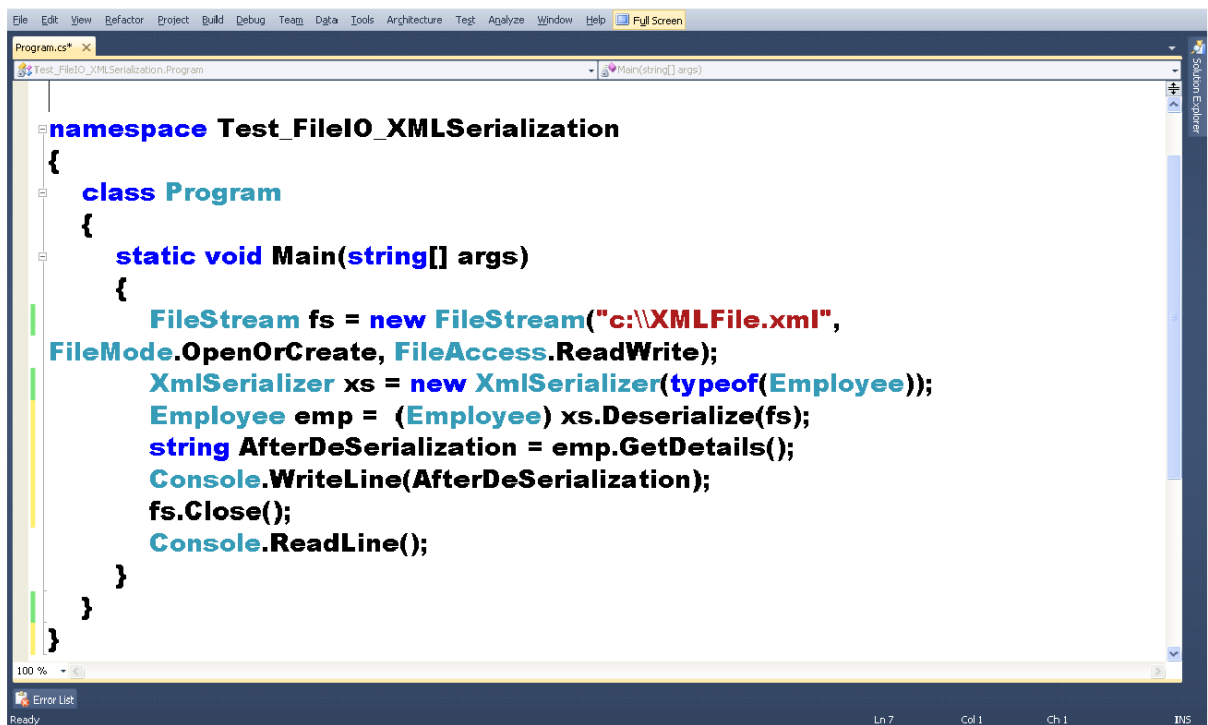 File Edit View Refactor Project Build Debug Team Data Tools Architecture Test Analyze Window Help Full Screen
Program.cs*
Test_FileIO_XMLSerialization.Program Main(string[] args)
Solution Explorer
namespace Test_FileIO_XMLSerialization
{
class Program
{
static void Main(string[] args)
{
FileStream fs = new FileStream("c:\\XMLFile.xml",
FileMode.OpenOrCreate, FileAccess.ReadWrite);
XmlSerializer xs = new XmlSerializer(typeof(Employee));
Employee emp =  (Employee) xs.Deserialize(fs);
string AfterDeSerialization = emp.GetDetails();
Console.WriteLine(AfterDeSerialization);
fs.Close();
Console.ReadLine();
}
}
}
100 %
Error List
Ready Ln 7 Col 1 Ch 1 INS